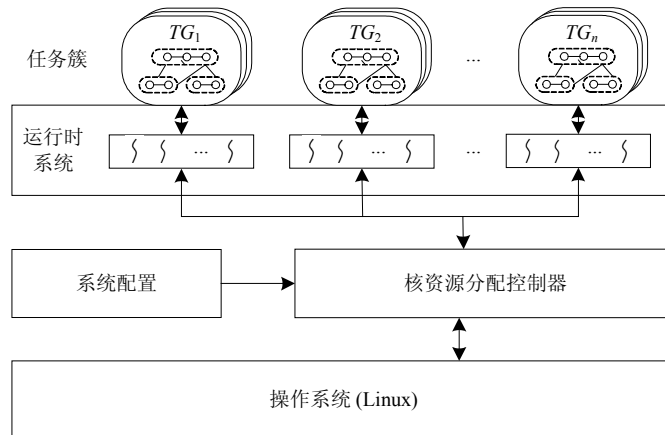 TG1 TG2 TGn
任务簇 ...
运行时
系统
... ... ... ...
系统配置 核资源分配控制器
操作系统 (Linux)